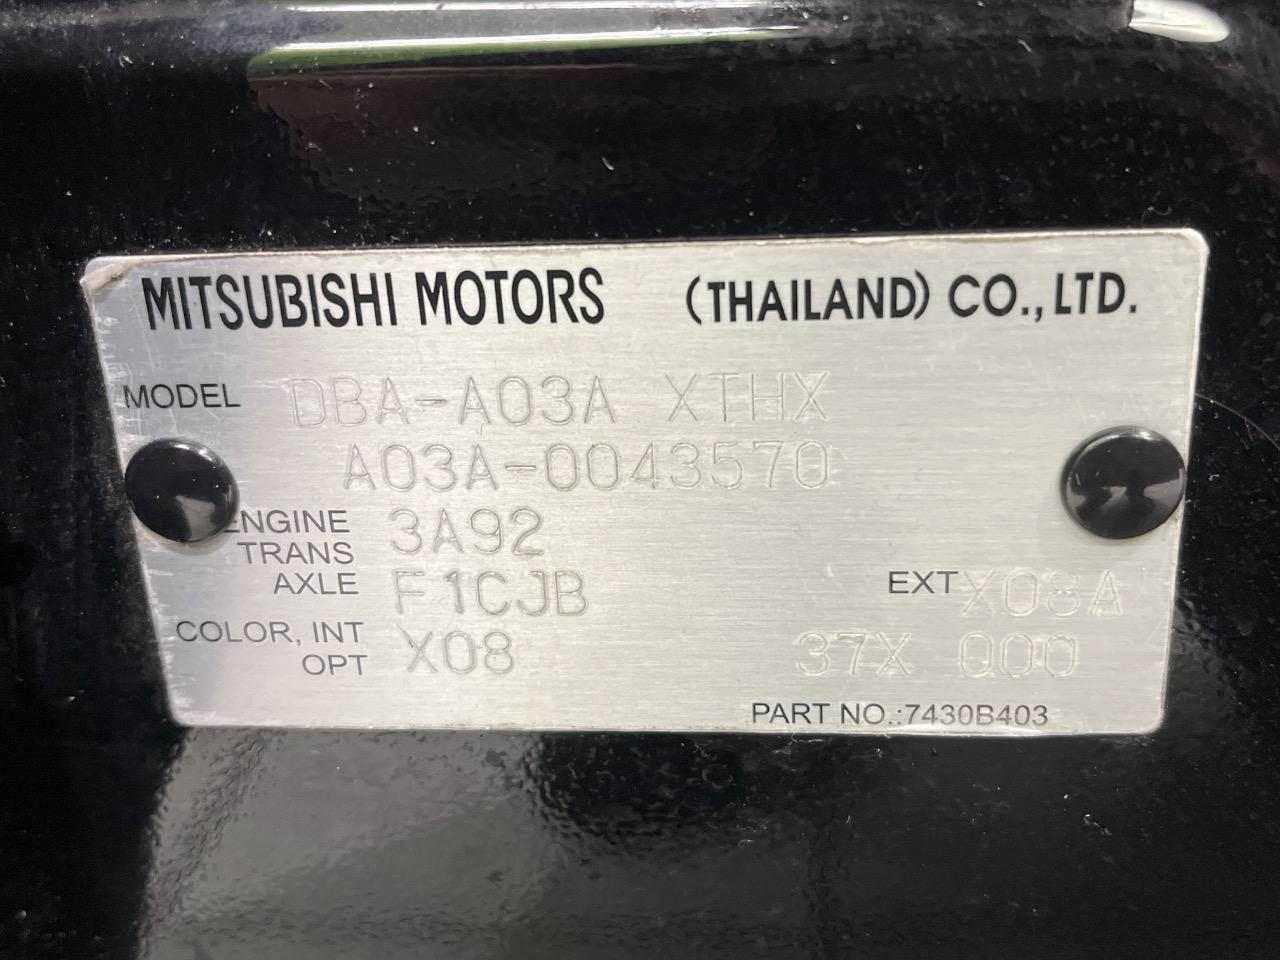 MITSUBISHI MOTORS (THAILAND) CO., LTD.
MODEL DBA-A03A XTHX
A03A-0043570
ENGINE 3A92
TRANS
AXLE F1CJB EXT X08A
COLOR, INT
OPT X08 37X 000
PART NO.:7430B403